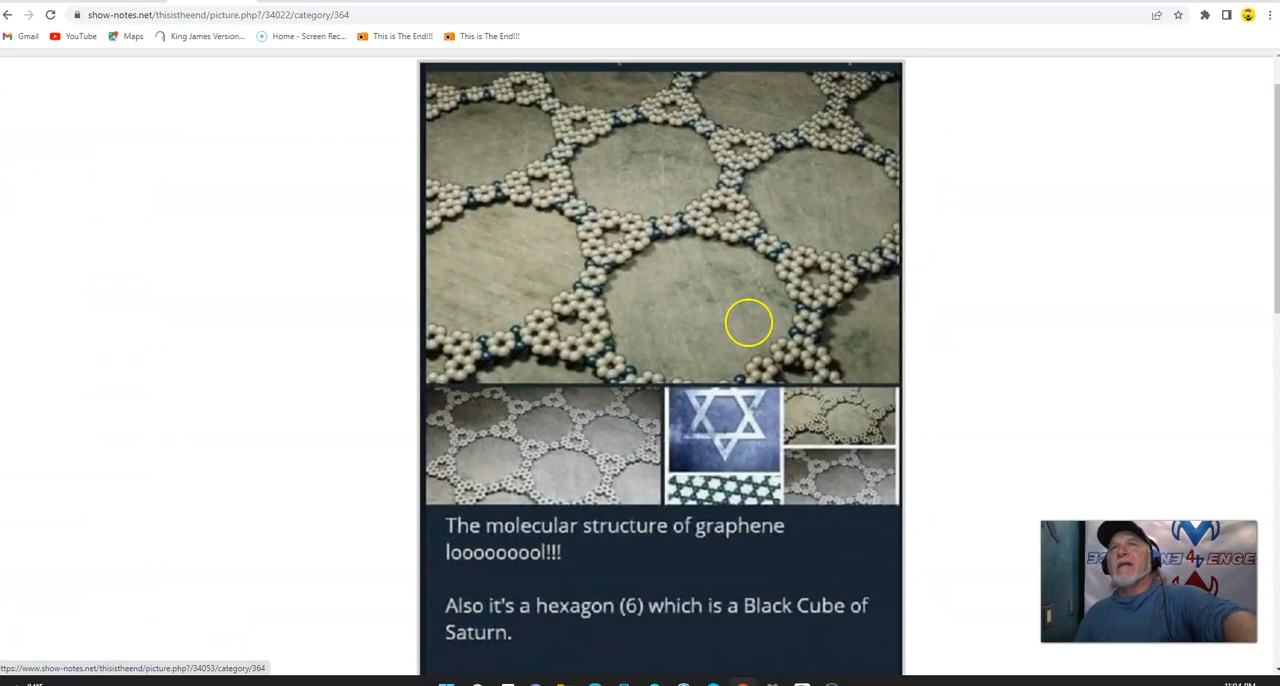 show-notes.net/thisistheend/picture.php?/34022/category/364
Gmail YouTube Maps King James Version... Home - Screen Rec... This is The End!! This is The End!!
The molecular structure of graphene
looooooool!!!
Also it's a hexagon (6) which is a Black Cube of
Saturn.
https://www.show-notes.net/thisistheend/picture.php?/34053/category/364